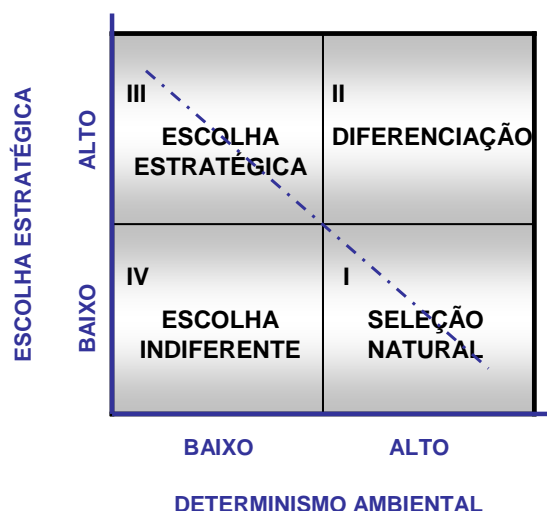 ESCOLHA ESTRATÉGICA
ALTO
BAIXO
III
ESCOLHA
ESTRATÉGICA
II
DIFERENCIAÇÃO
IV
ESCOLHA
INDIFERENTE
I
SELEÇÃO
NATURAL
BAIXO
ALTO
DETERMINISMO AMBIENTAL